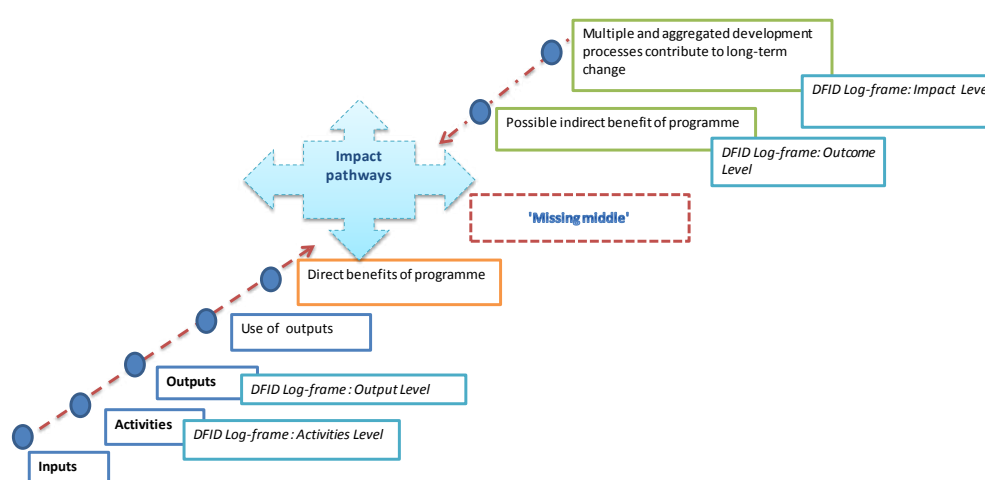 Multiple and aggregated development
processes contribute to long-term
change
DFID Log-frame: Impact Leve
Possible indirect benefit of programme
DFID Log-frame: Outcome
Level
Impact
pathways
'Missing middle'
Direct benefits of programme
Use of outputs
Outputs
DFID Log-frame : Output Level
Activities
DFID Log-frame : Activities Level
Inputs